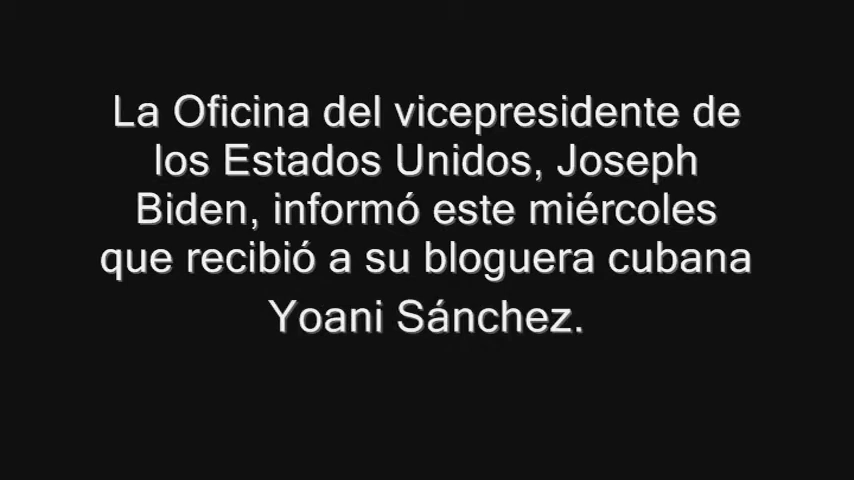 La Oficina del vicepresidente de
los Estados Unidos, Joseph
Biden, informó este miércoles
que recibió a su bloguera cubana
Yoani Sánchez.